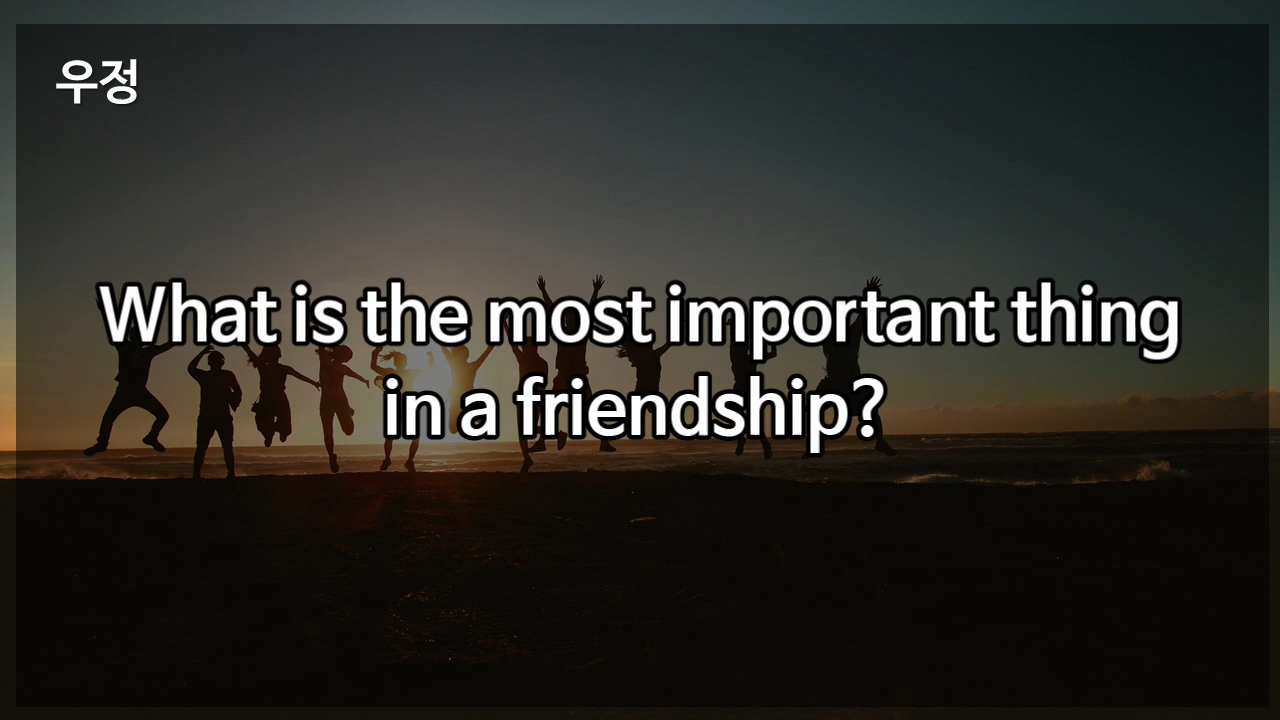 우정
What is the most important thing
in a friendship?